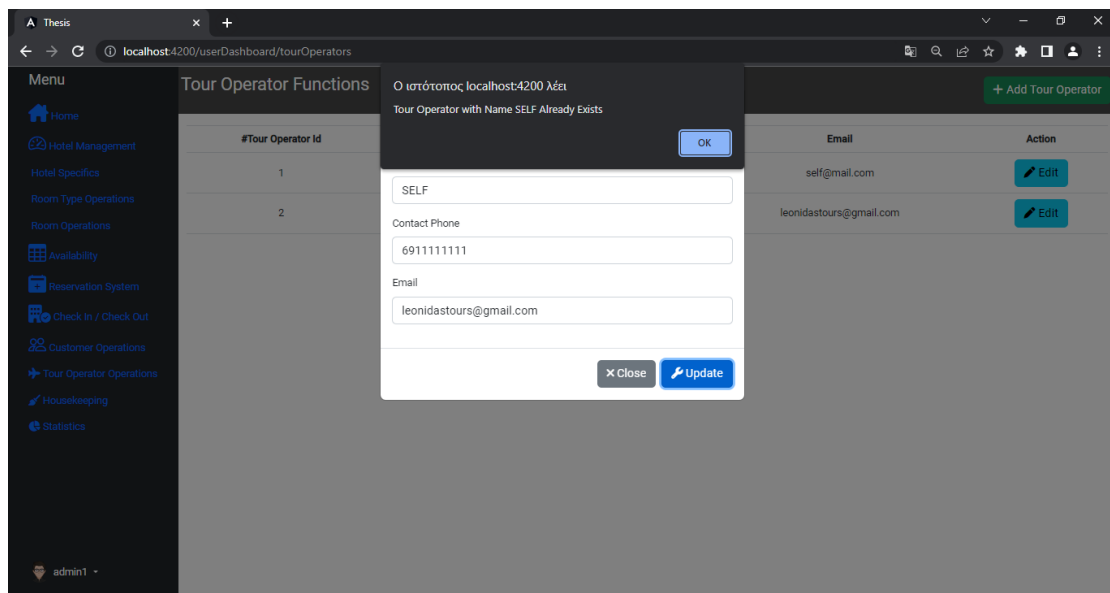 Thesis
localhost:4200/userDashboard/tourOperators
Menu
Home
Hotel Management
Hotel Specifics
Room Type Operations
Room Operations
Availability
Reservation System
Check In / Check Out
Customer Operations
Tour Operator Operations
Housekeeping
Statistics
admin1
Tour Operator Functions
+ Add Tour Operator
#Tour Operator Id Email Action
1 self@mail.com Edit
2 leonidastours@gmail.com Edit
Ο ιστότοπος localhost:4200 λέει
Tour Operator with Name SELF Already Exists
OK
SELF
Contact Phone
6911111111
Email
leonidastours@gmail.com
Close Update